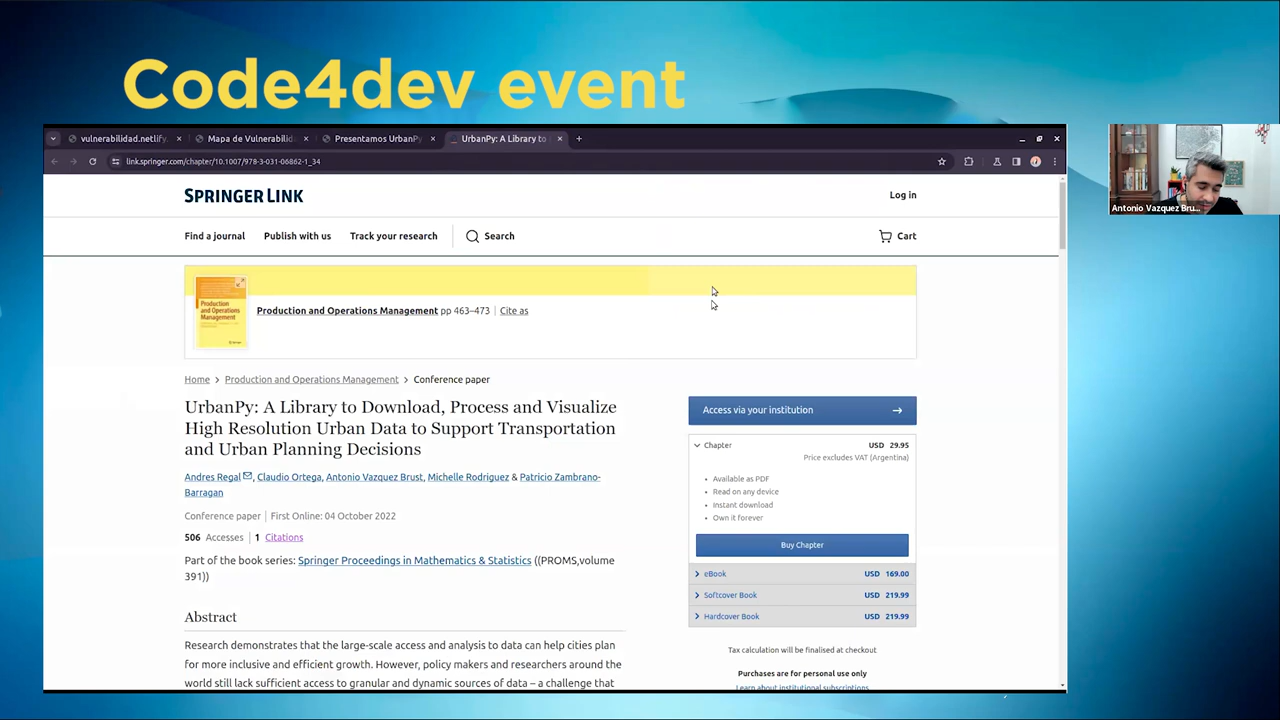 Code4dev event
vulnerabilidad.netlify.
Mapa de Vulnerabilid
Presentamos UrbanPy
UrbanPy: A Library to
link.springer.com/chapter/10.1007/978-3-031-06862-1_34
SPRINGER LINK
Log in
Find a journal
Publish with us
Track your research
Search
Cart
Production and Operations Management
Production and Operations Management pp 463–473 | Cite as
Home > Production and Operations Management > Conference paper
UrbanPy: A Library to Download, Process and Visualize
High Resolution Urban Data to Support Transportation
and Urban Planning Decisions
Andres Regal, Claudio Ortega, Antonio Vazquez Brust, Michelle Rodriguez & Patricio Zambrano-
Barragan
Conference paper | First Online: 04 October 2022
506 Accesses | 1 Citations
Part of the book series: Springer Proceedings in Mathematics & Statistics ((PROMS,volume
391))
Abstract
Research demonstrates that the large-scale access and analysis to data can help cities plan
for more inclusive and efficient growth. However, policy makers and researchers around the
world still lack sufficient access to granular and dynamic sources of data – a challenge that
Access via your institution
Chapter USD 29.95
Price excludes VAT (Argentina)
• Available as PDF
• Read on any device
• Instant download
• Own it forever
Buy Chapter
eBook USD 169.00
Softcover Book USD 219.99
Hardcover Book USD 219.99
Tax calculation will be finalised at checkout
Purchases are for personal use only
Learn about institutional subscriptions
Antonio Vazquez Bru...